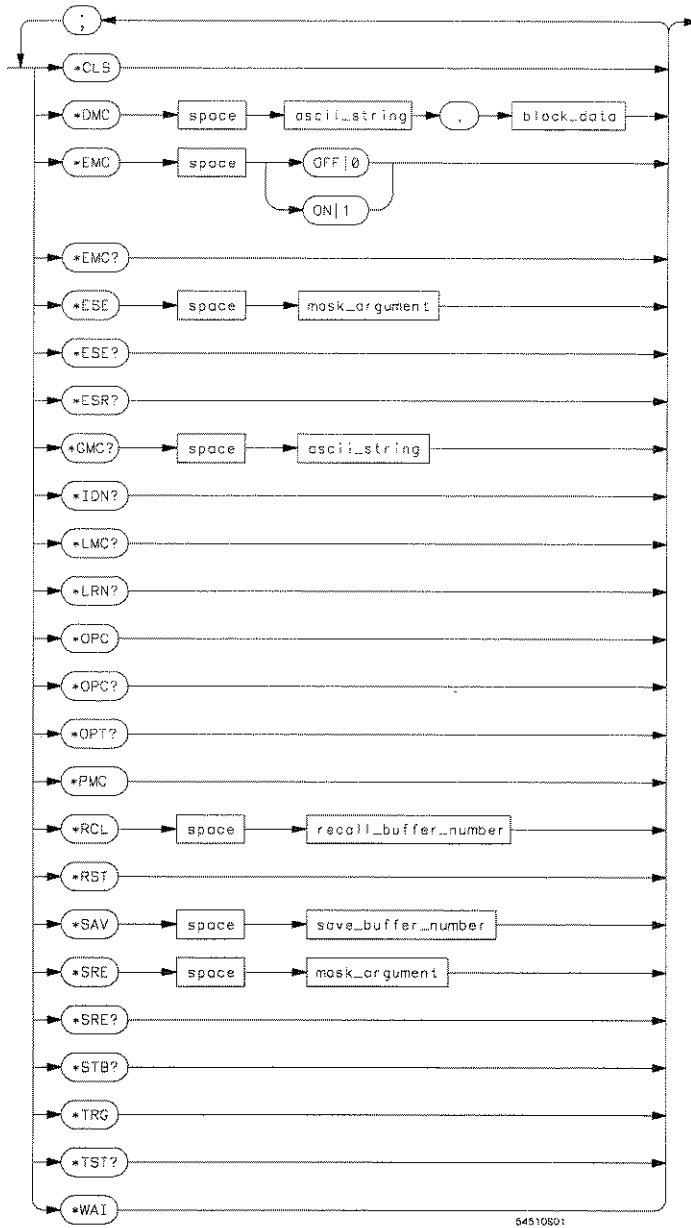 ;
*CLS
*DMC space ascii_string , block_data
*EMC space OFF|0
ON|1
*EMC?
*ESE space mask_argument
*ESE?
*ESR?
*GMC? space ascii_string
*IDN?
*LMC?
*LRN?
*OPC
*OPC?
*OPT?
*PMC
*RCL space recall_buffer_number
*RST
*SAV space save_buffer_number
*SRE space mask_argument
*SRE?
*STB?
*TRG
*TST?
*WAI
54510S01